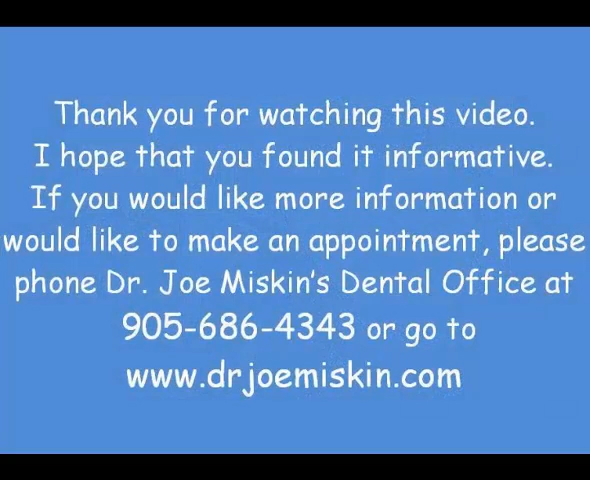 Thank you for watching this video.
I hope that you found it informative.
If you would like more information or
would like to make an appointment, please
phone Dr. Joe Miskin's Dental Office at
905-686-4343 or go to
www.drjoemiskin.com